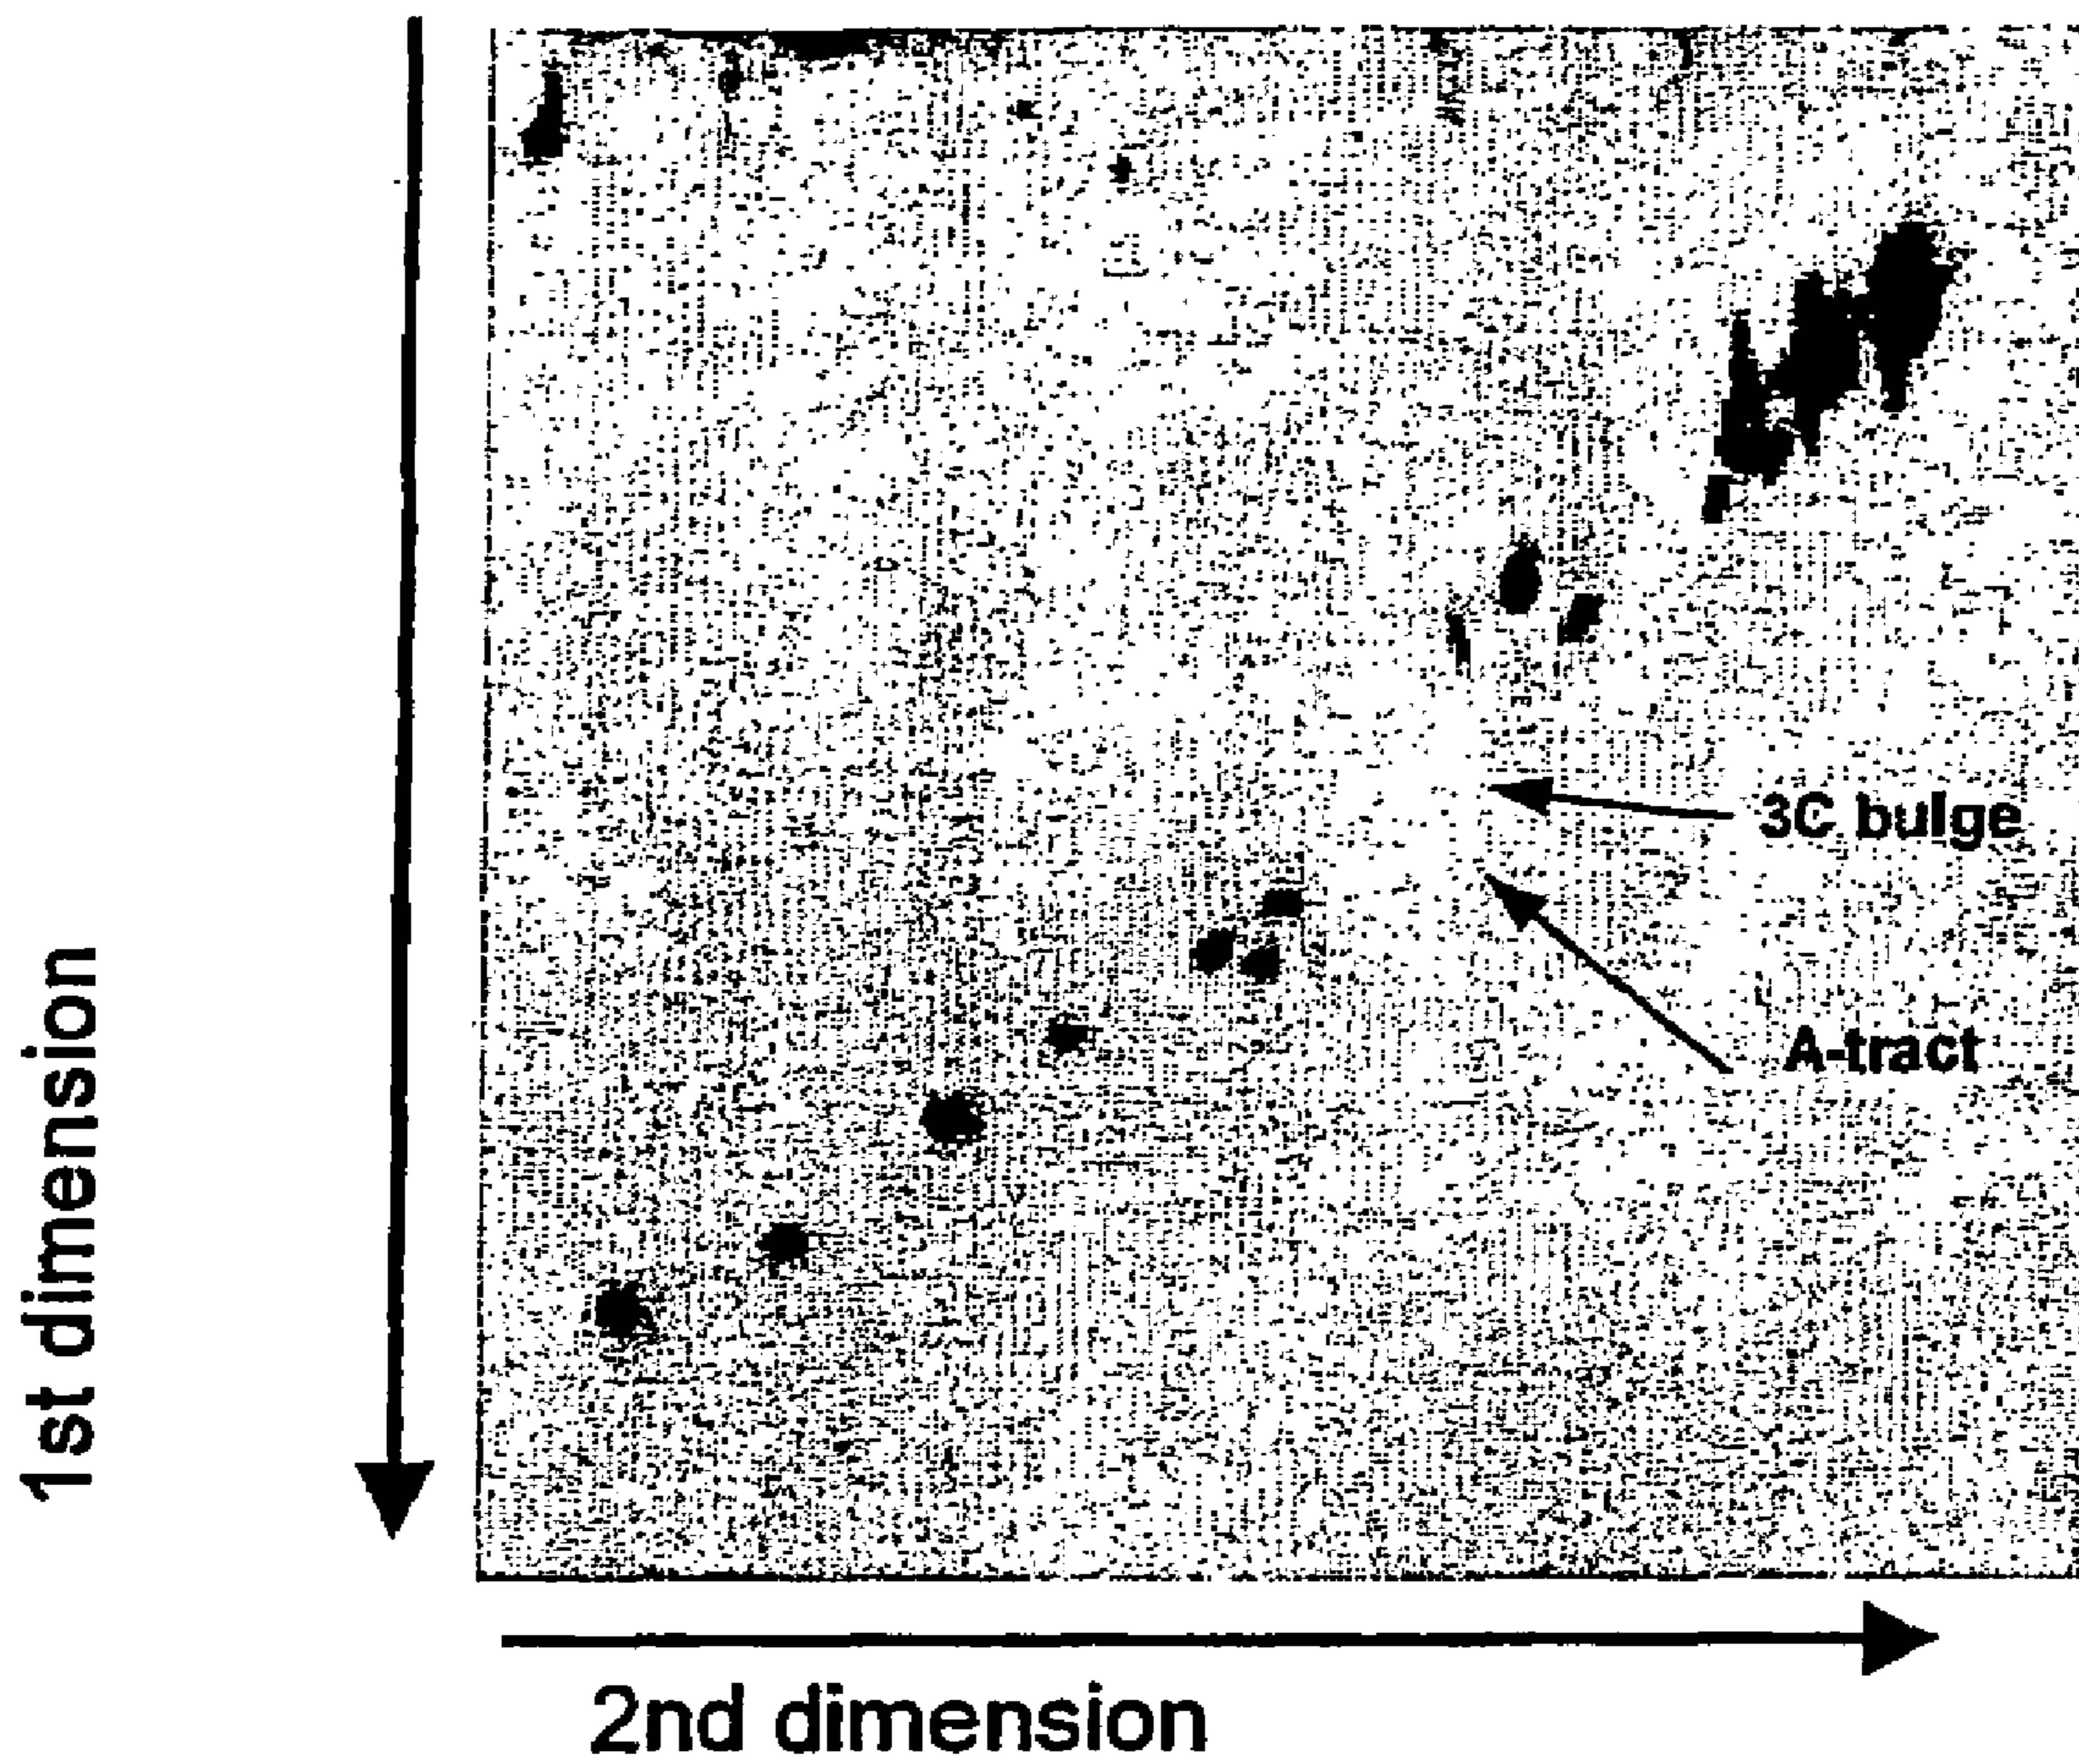 1st dimension
3C bulge
A-tract
2nd dimension